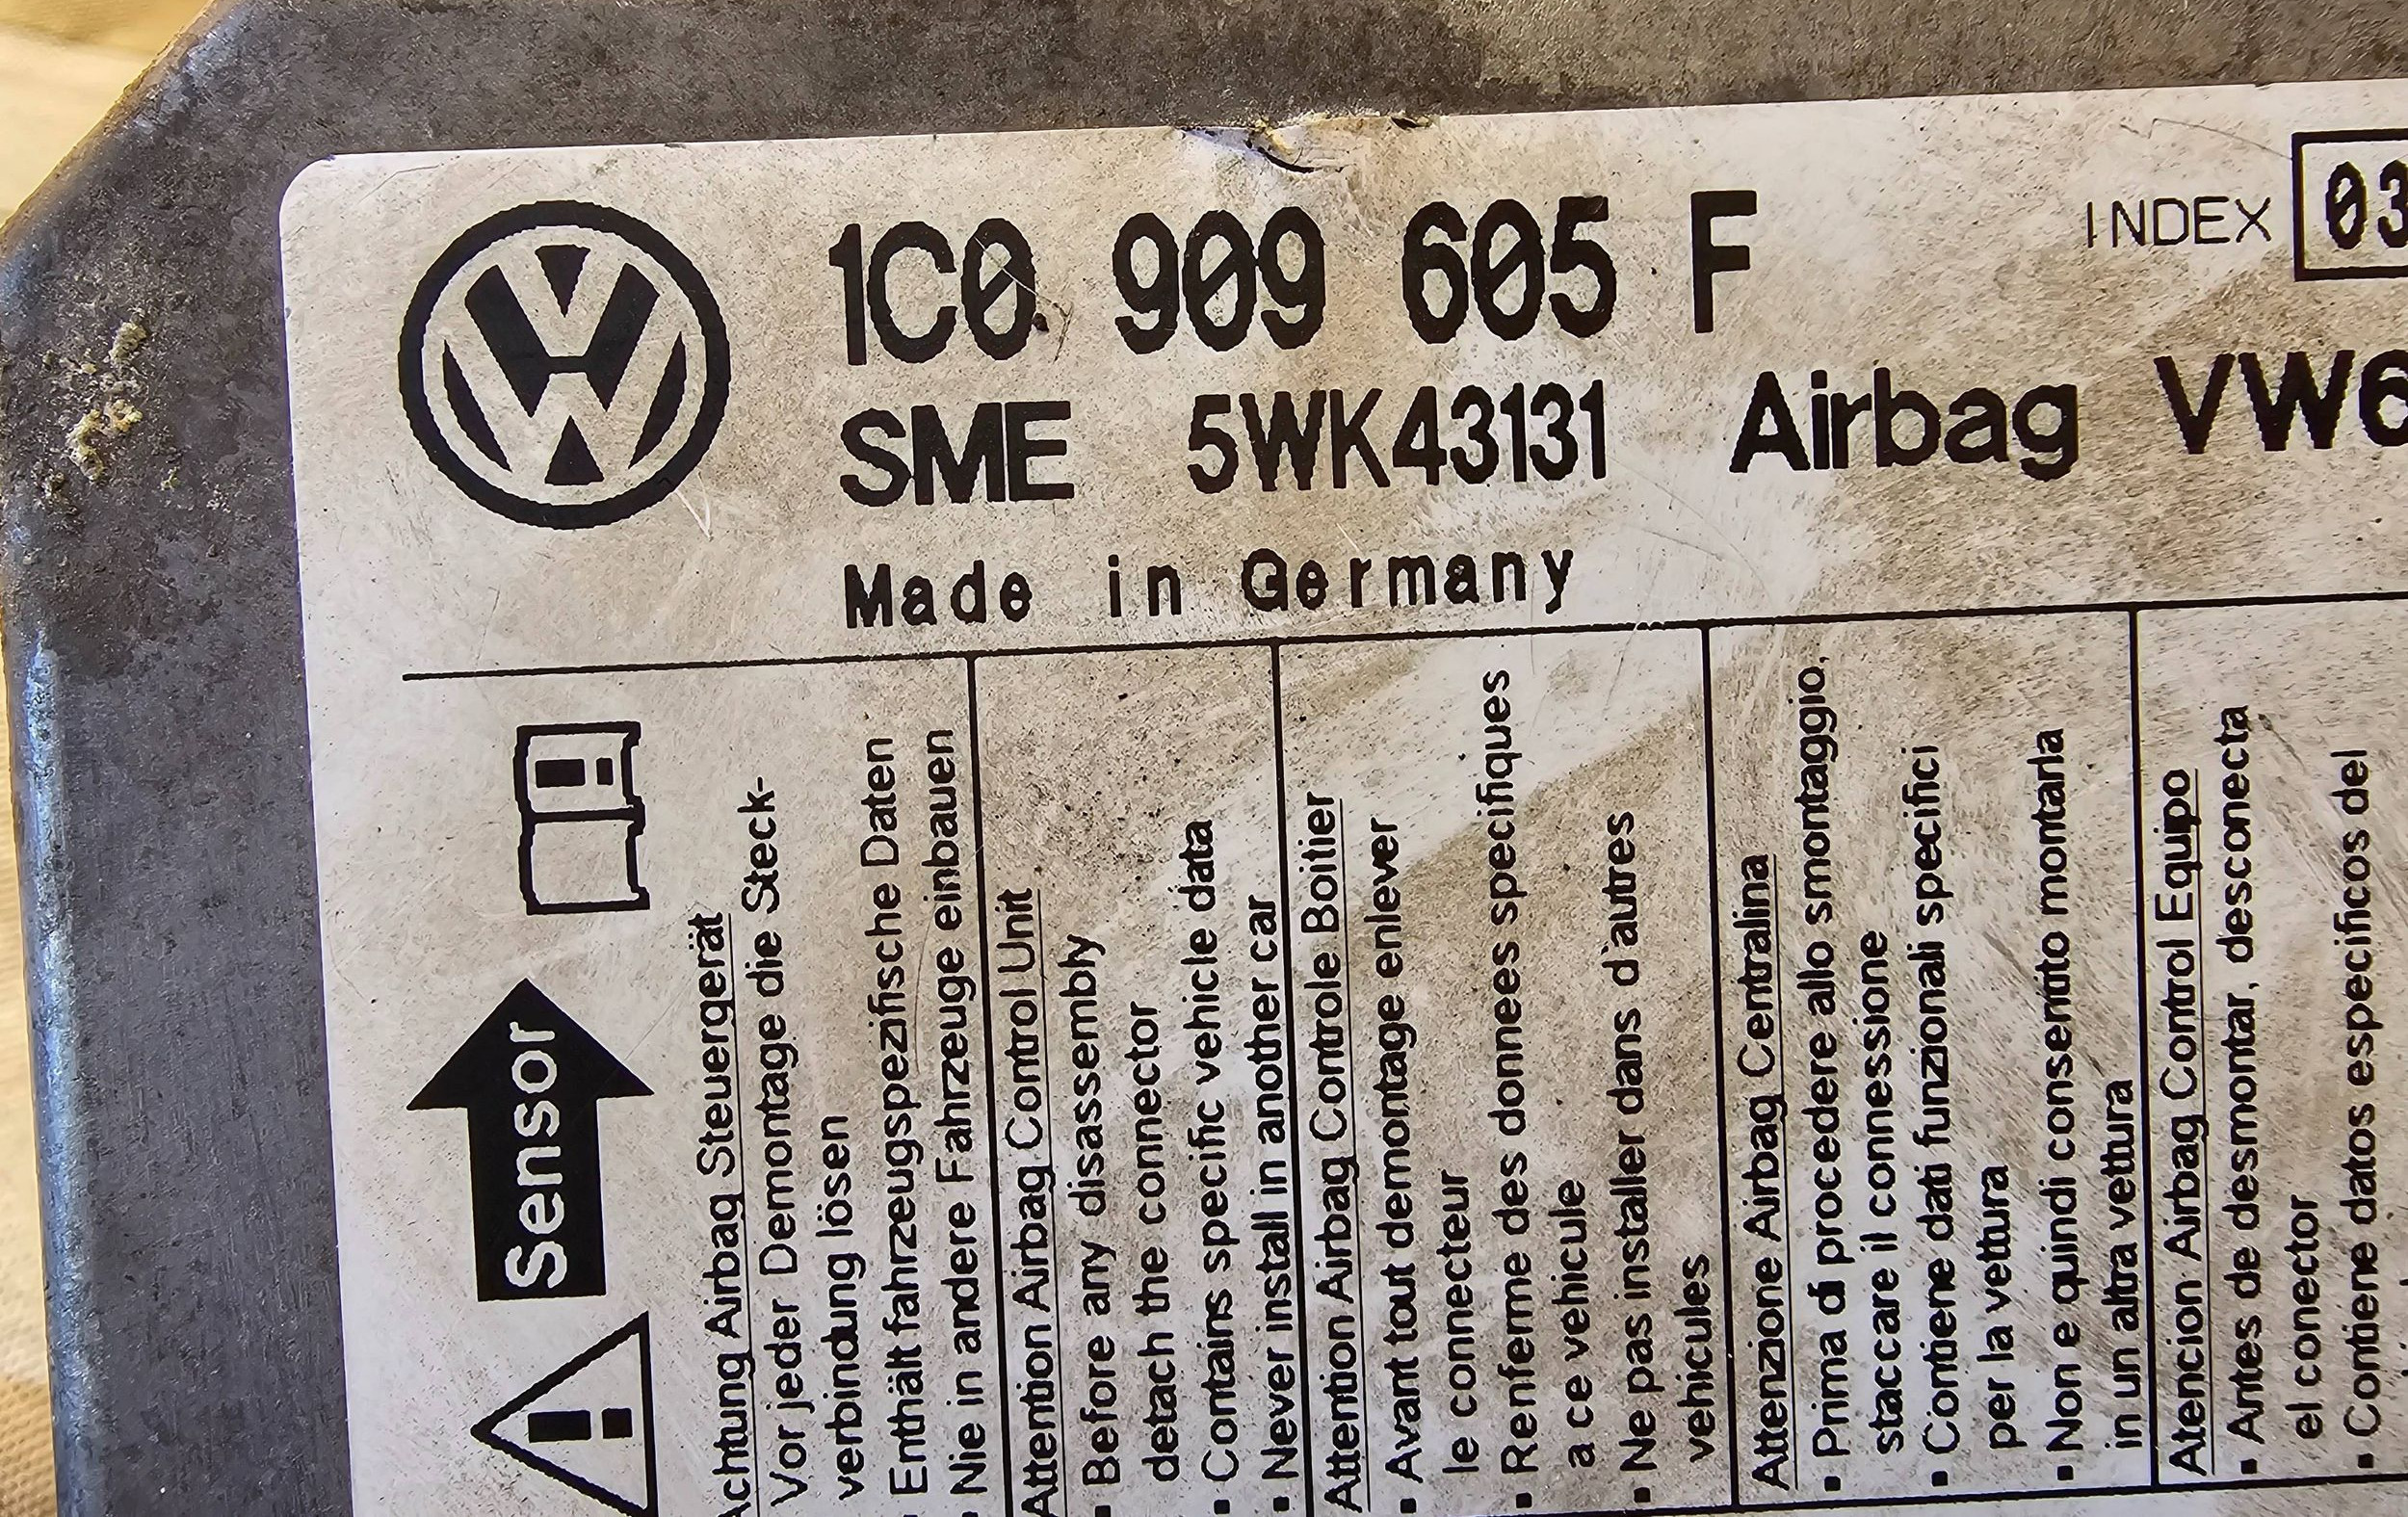 1C0 909 605 F
INDEX 03
SME 5WK43131 Airbag VW6
Made in Germany
Sensor
Achtung Airbag Steuergerät
Vor jeder Demontage die Steck-
verbindung lösen
• Enthält fahrzeugspezifische Daten
• Nie in andere Fahrzeuge einbauen
Attention Airbag Control Unit
• Before any disassembly
detach the connector
• Contains specific vehicle data
• Never install in another car
Attention Airbag Controle Boitier
• Avant tout demontage enlever
le connecteur
• Renferme des donnees specifiques
a ce vehicule
• Ne pas installer dans d`autres
vehicules
Attenzione Airbag Centralina
• Prima di procedere allo smontaggio,
staccare il connessione
• Contiene dati funzionali specifici
per la vettura
• Non e quindi consentito montarla
in un altra vettura
Atencion Airbag Control Equipo
• Antes de desmontar, desconecta
el conector
• Contiene datos especificos del